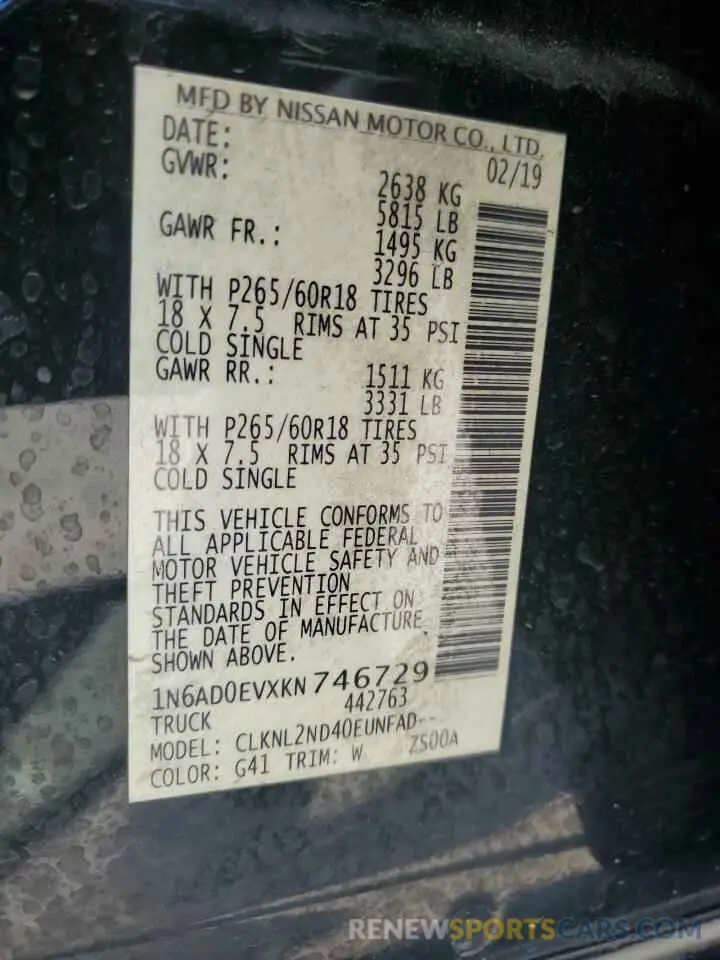 MFD BY NISSAN MOTOR CO., LTD.
DATE: 02/19
GVWR: 2638 KG
5815 LB
GAWR FR.: 1495 KG
3296 LB
WITH P265/60R18 TIRES
18 X 7.5 RIMS AT 35 PSI
COLD SINGLE
GAWR RR.: 1511 KG
3331 LB
WITH P265/60R18 TIRES
18 X 7.5 RIMS AT 35 PSI
COLD SINGLE
THIS VEHICLE CONFORMS TO
ALL APPLICABLE FEDERAL
MOTOR VEHICLE SAFETY AND
THEFT PREVENTION
STANDARDS IN EFFECT ON
THE DATE OF MANUFACTURE
SHOWN ABOVE.
1N6AD0EVXKN746729
TRUCK 442763
MODEL: CLKNL2ND40EUNFAD--
COLOR: G41 TRIM: W ZS00A
RENEWSPORTSCARS.COM